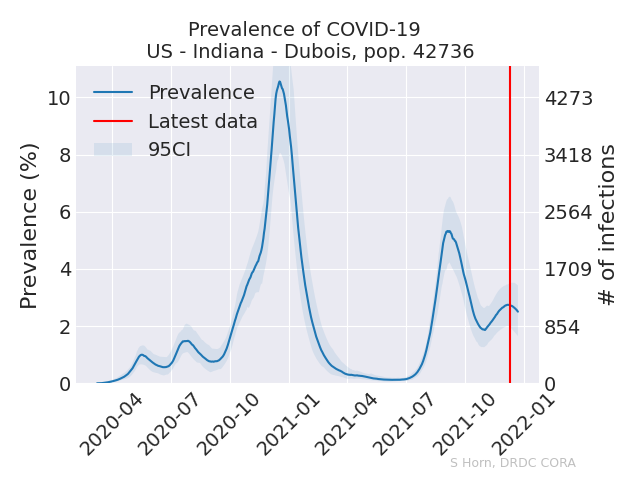 Prevalence of COVID-19
US - Indiana - Dubois, pop. 42736
Prevalence
Latest data
95CI
Prevalence (%)
10
8
6
4
2
0
4273
3418
2564
1709
854
0
# of infections
2020-04
2020-07
2020-10
2021-01
2021-04
2021-07
2021-10
2022-01
S Horn, DRDC CORA